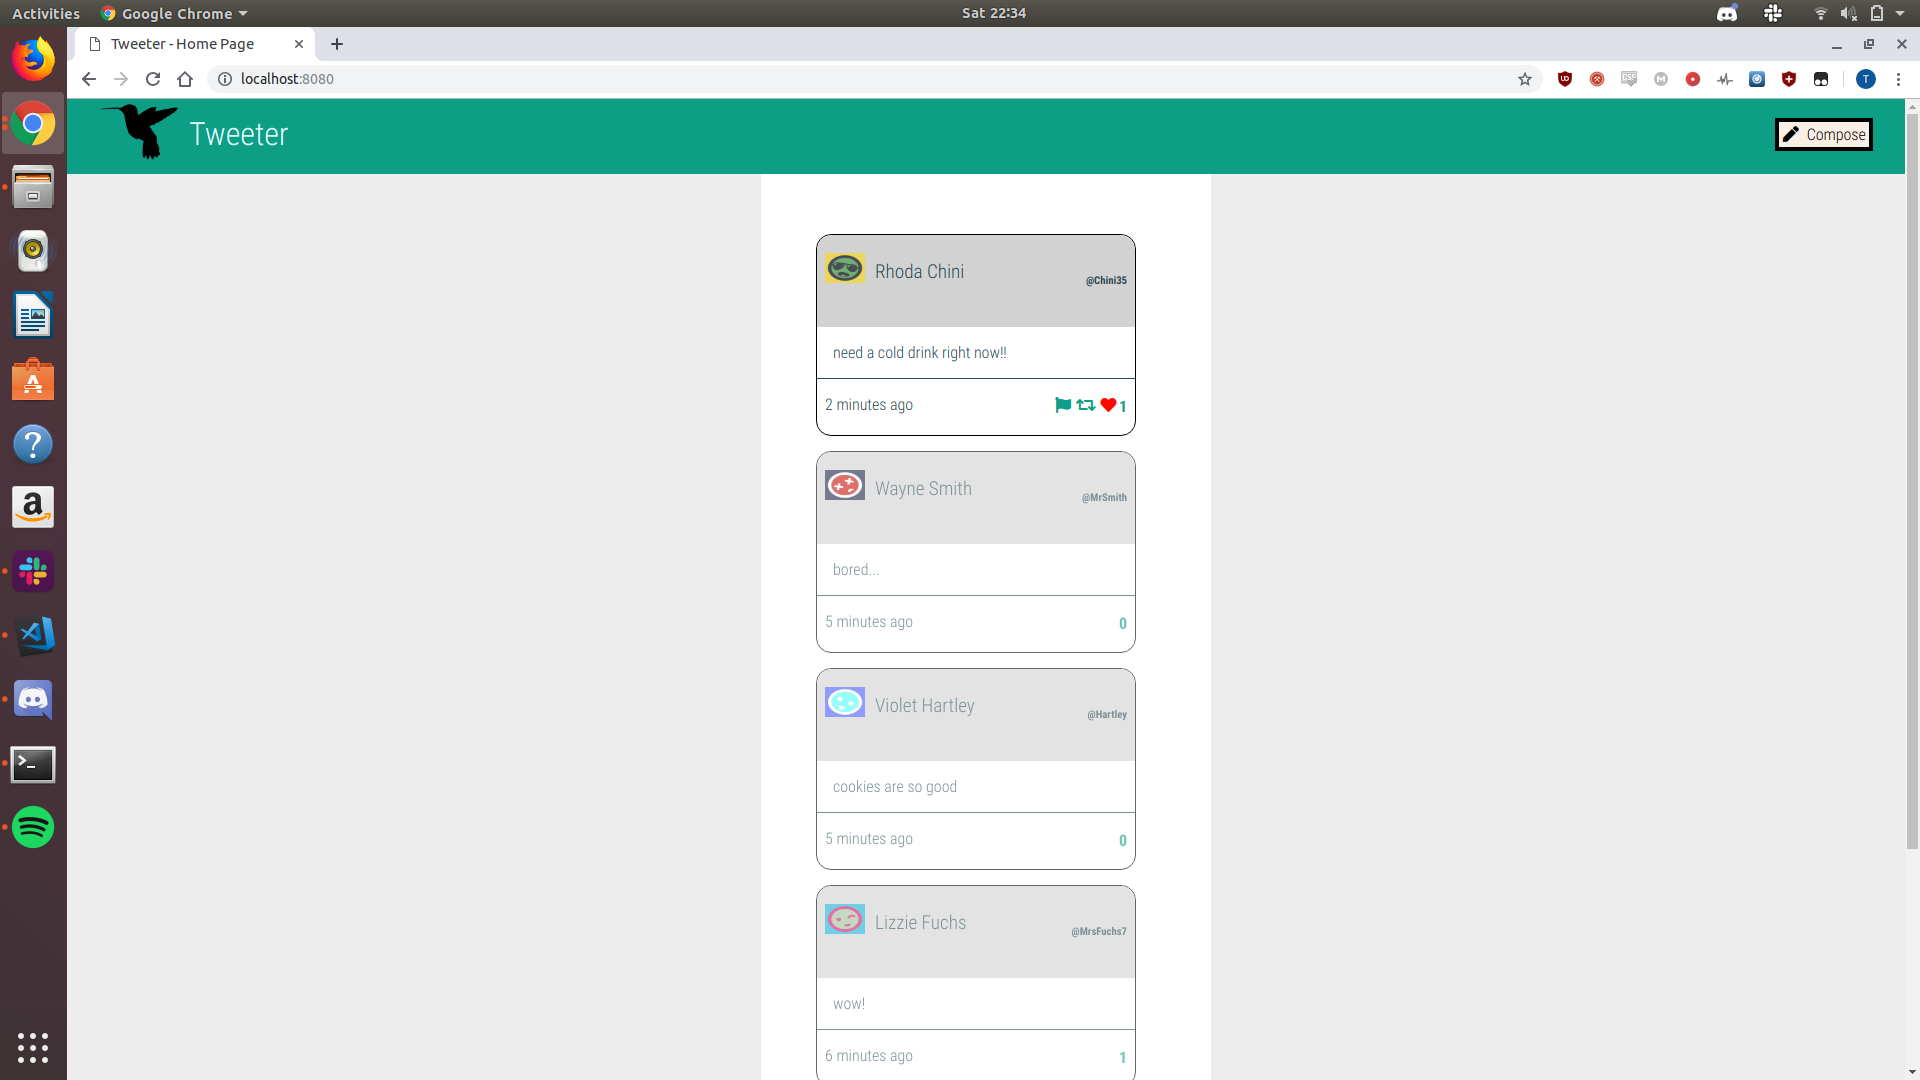 Activities
Google Chrome
Sat 22:34
Tweeter - Home Page
localhost:8080
Tweeter
Compose
Rhoda Chini
@Chini35
need a cold drink right now!!
2 minutes ago
1
Wayne Smith
@MrSmith
bored...
5 minutes ago
0
Violet Hartley
@Hartley
cookies are so good
5 minutes ago
0
Lizzie Fuchs
@MrsFuchs7
wow!
6 minutes ago
1